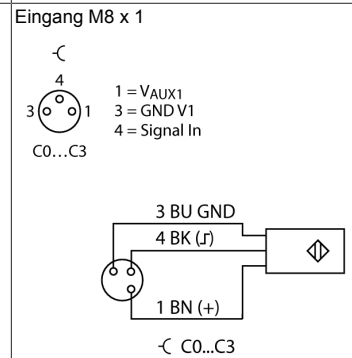 Eingang M8 x 1
4
3
1
1 = VAUX1
3 = GND V1
4 = Signal In
C0...C3
3 BU GND
4 BK (⎍)
1 BN (+)
C0...C3